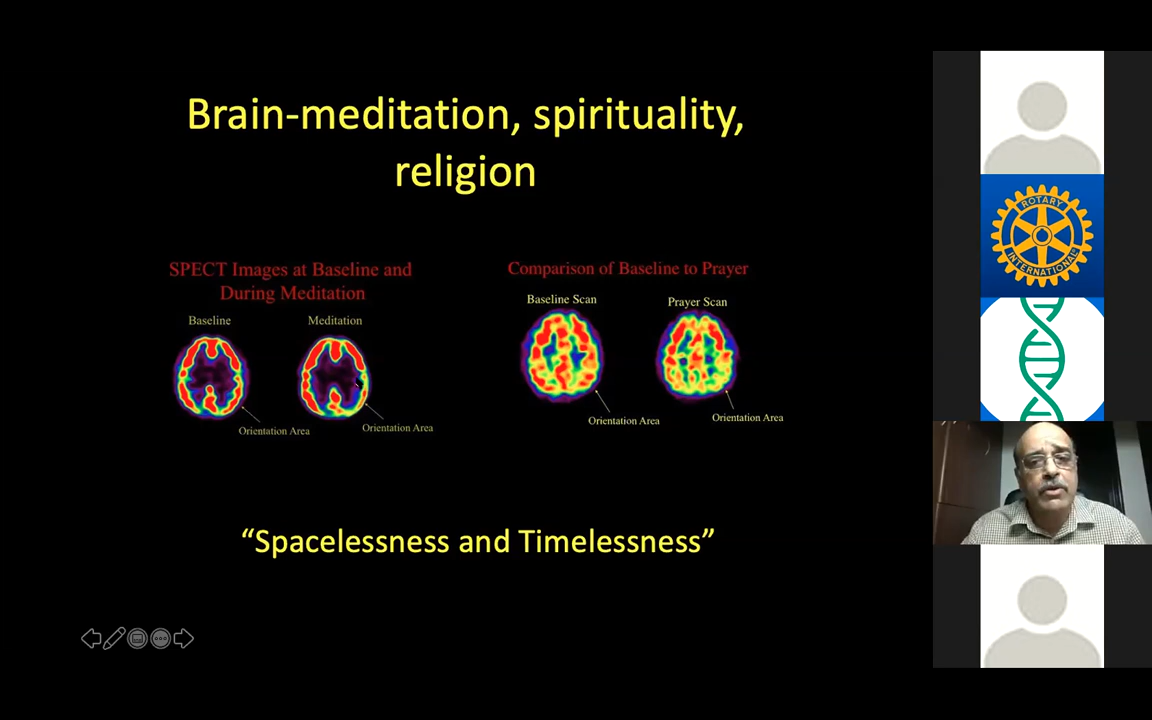 Brain-meditation, spirituality,
religion
SPECT Images at Baseline and
During Meditation
Baseline
Meditation
Orientation Area
Orientation Area
Comparison of Baseline to Prayer
Baseline Scan
Prayer Scan
Orientation Area
Orientation Area
“Spacelessness and Timelessness”
ROTARY
INTERNATIONAL